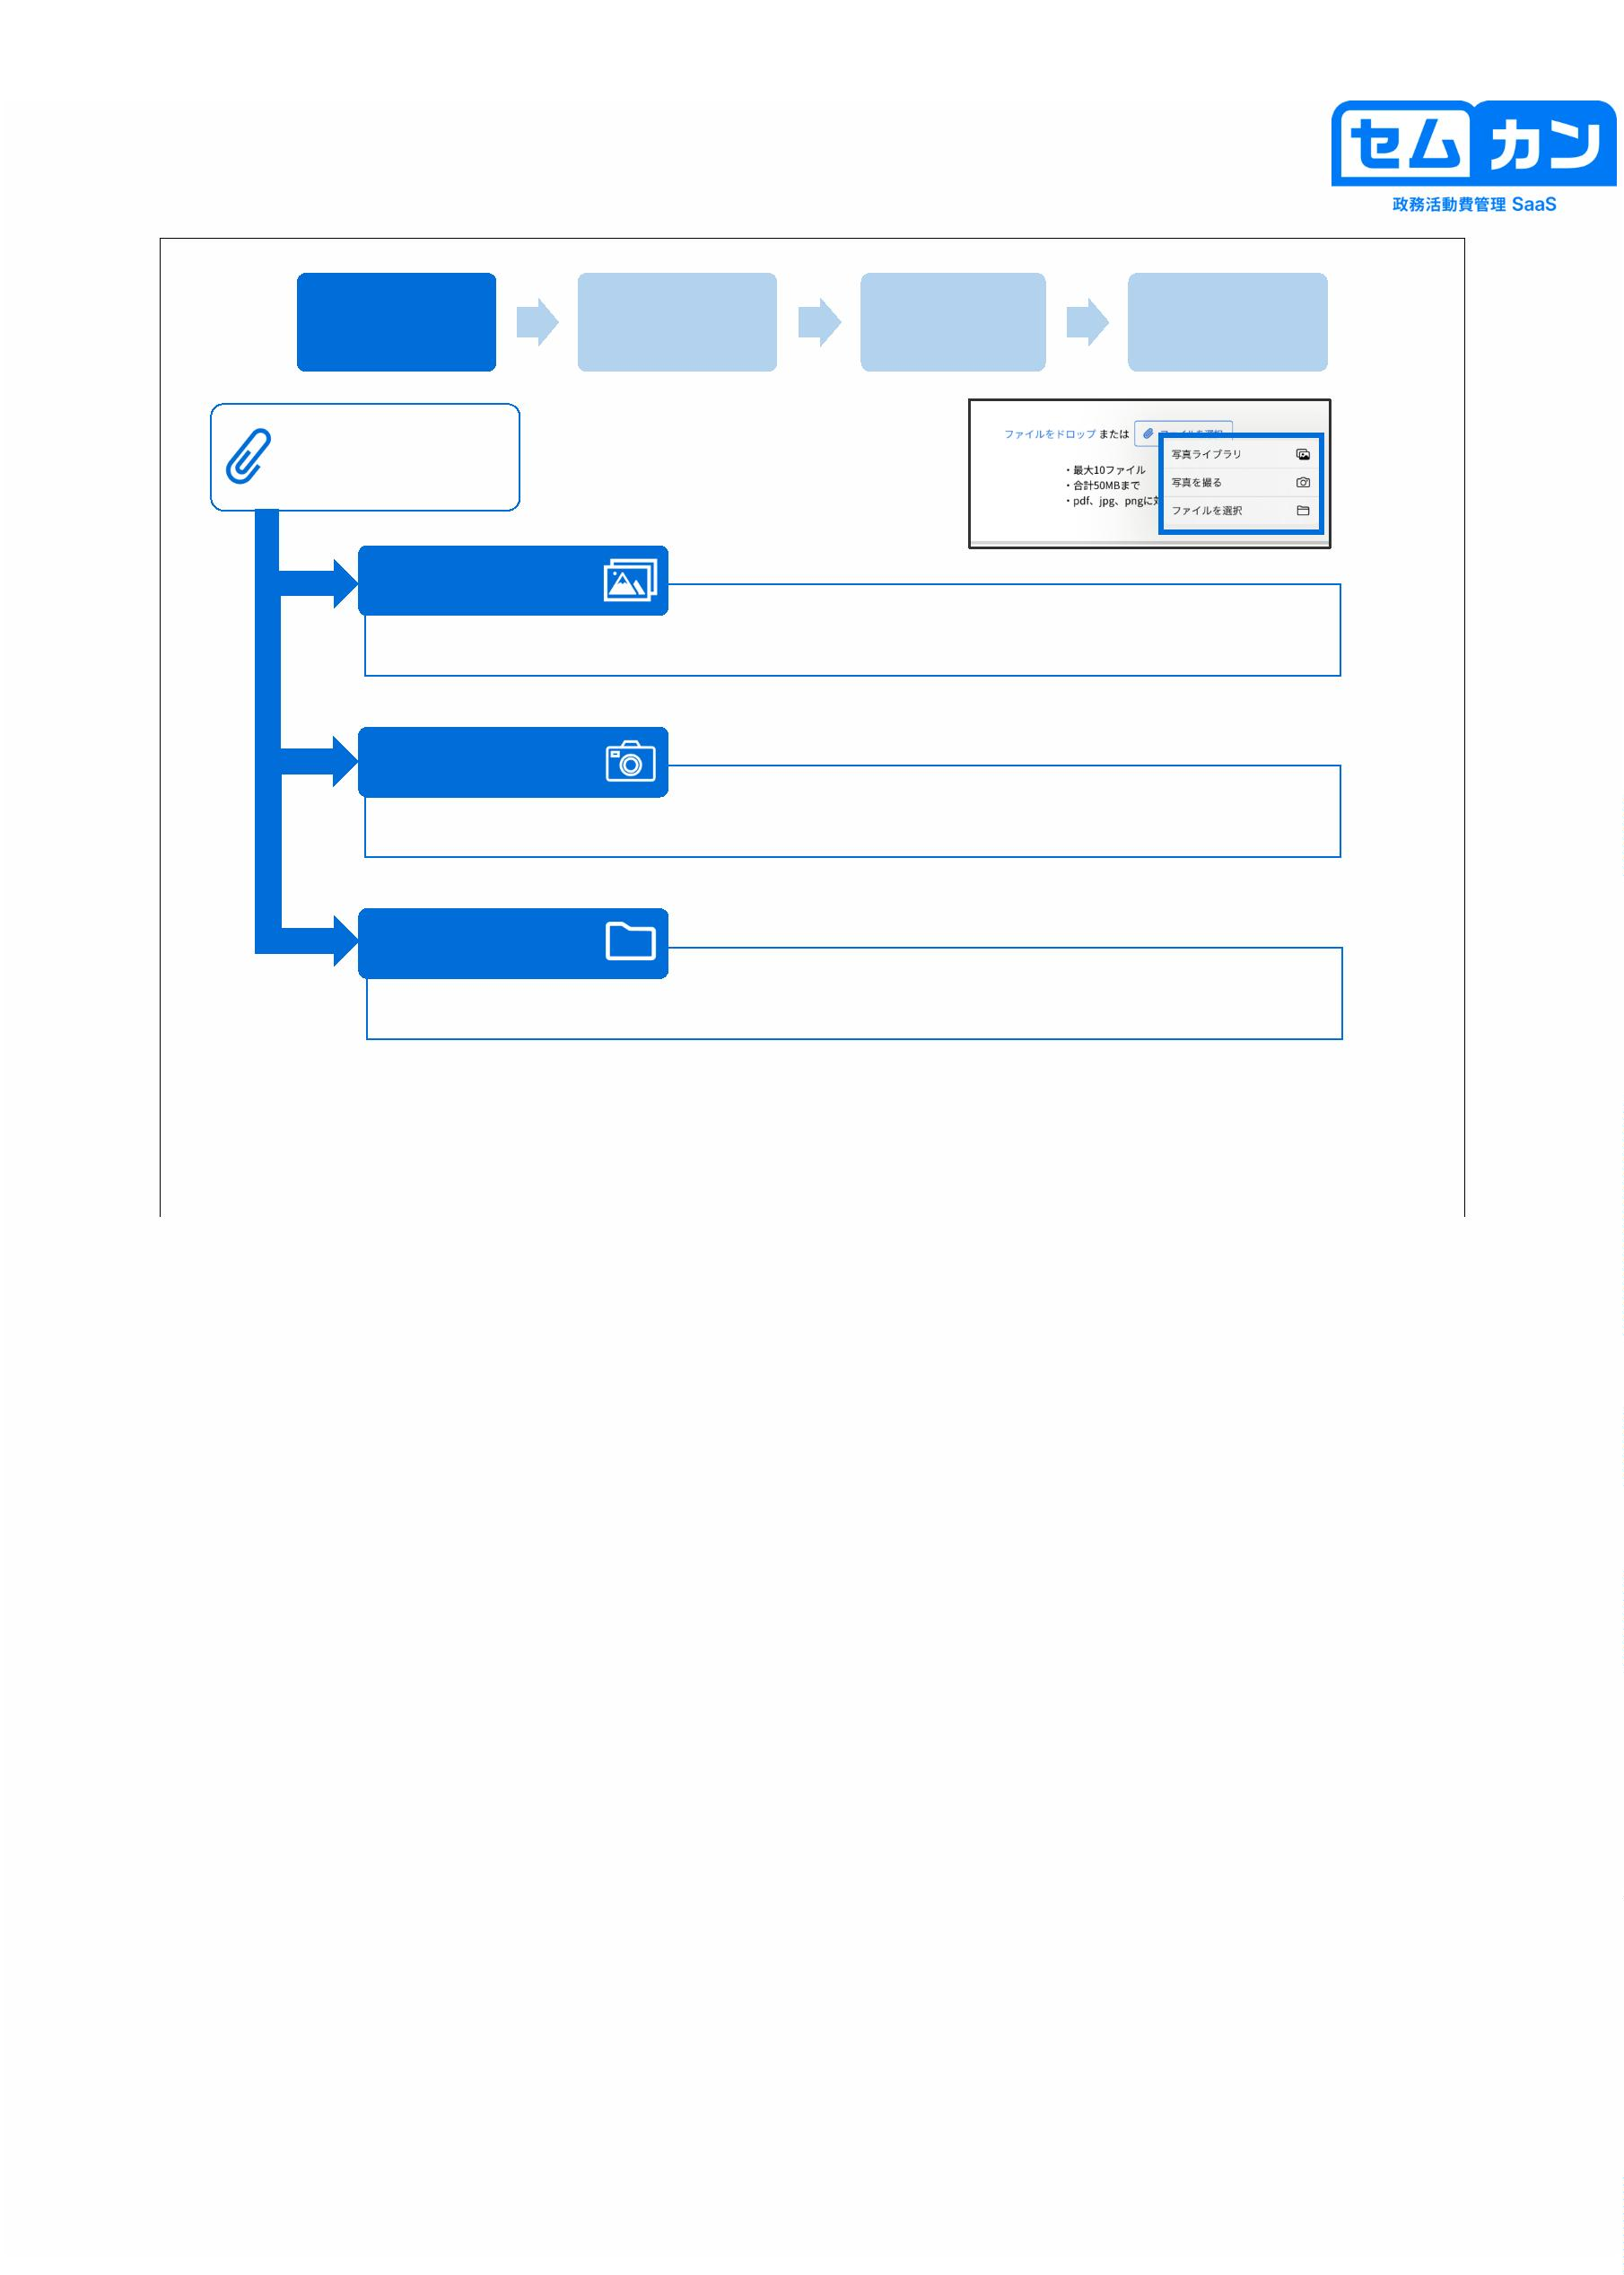 セムカン
政務活動費管理 SaaS
ファイルをドロップ または
写真ライブラリ
・最大10ファイル
写真を撮る
・合計50MBまで
・pdf、jpg、pngに
ファイルを選択